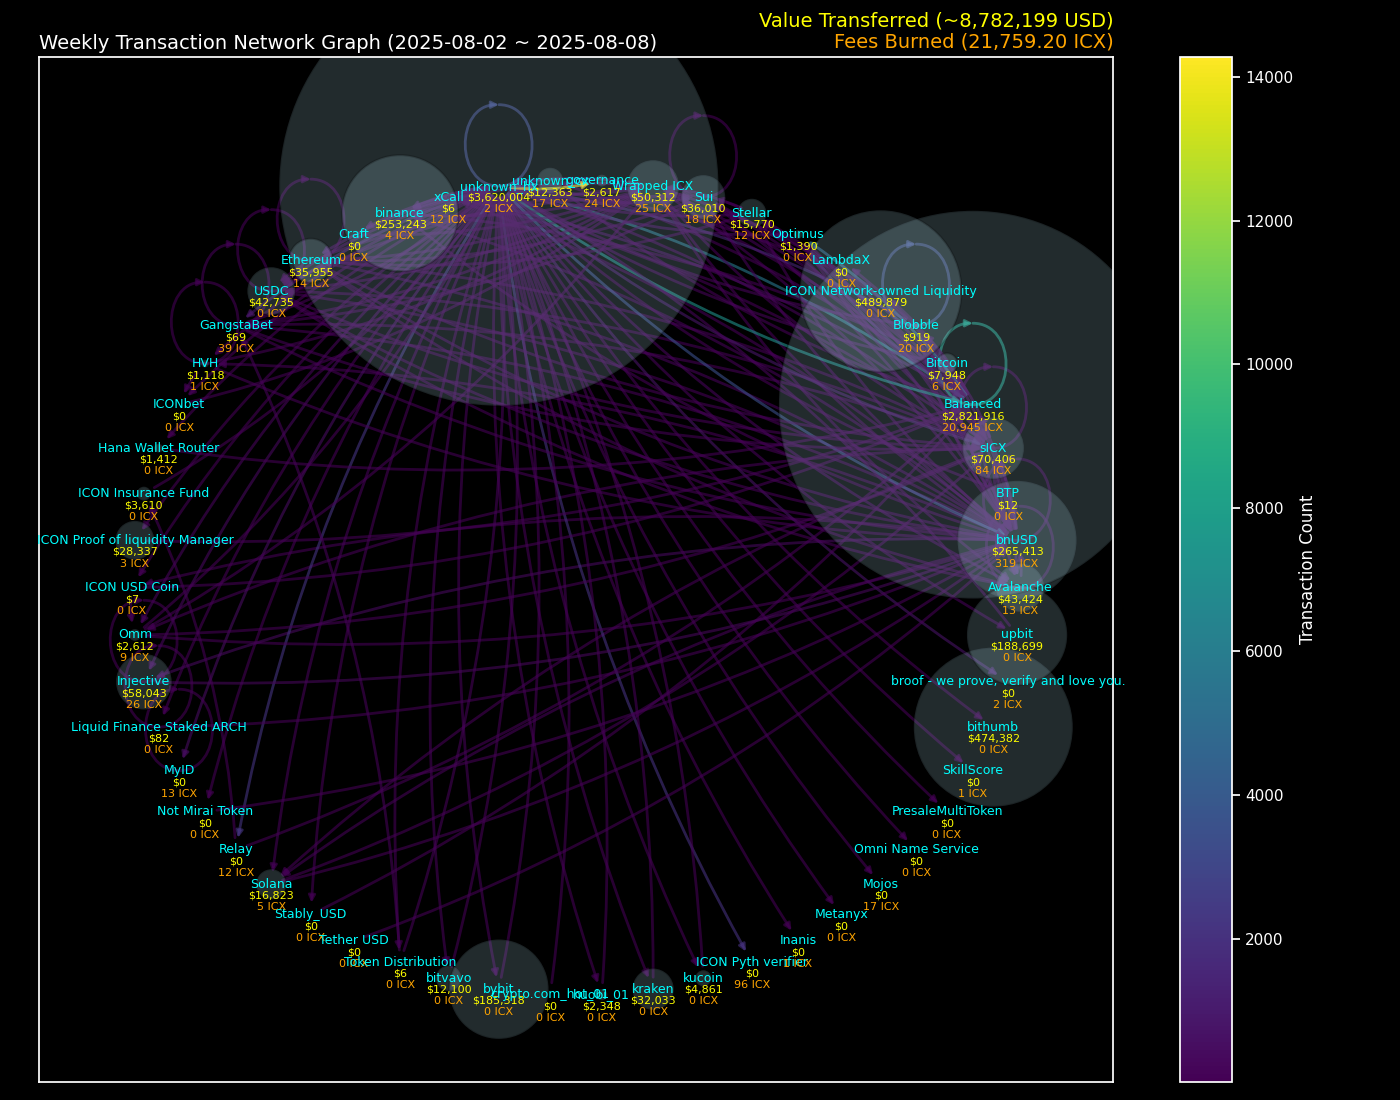 Value Transferred (~8,782,199 USD)
Weekly Transaction Network Graph (2025-08-02 ~ 2025-08-08)
Fees Burned (21,759.20 ICX)
unknown
$3,620,004
2 ICX
$12,363
17 ICX
governance
$2,617
24 ICX
Wrapped ICX
$50,312
25 ICX
Sui
$36,010
18 ICX
Stellar
$15,770
12 ICX
Optimus
$1,390
0 ICX
LambdaX
$0
0 ICX
ICON Network-owned Liquidity
$489,879
0 ICX
Blobble
$919
20 ICX
Bitcoin
$7,948
6 ICX
Balanced
$2,821,916
20,945 ICX
sICX
$70,406
84 ICX
BTP
$12
0 ICX
bnUSD
$265,413
319 ICX
Avalanche
$43,424
13 ICX
upbit
$188,699
0 ICX
broof - we prove, verify and love you.
$0
2 ICX
bithumb
$474,382
0 ICX
SkillScore
$0
1 ICX
PresaleMultiToken
$0
0 ICX
Omni Name Service
$0
0 ICX
Mojos
$0
17 ICX
Metanyx
$0
0 ICX
Inanis
$0
ICX
ICON Pyth verifier
$0
96 ICX
kucoin
$4,861
0 ICX
kraken
$32,033
0 ICX
huobi_01
$2,348
0 ICX
crypto.com_hot_01
$0
0 ICX
bybit
$185,318
0 ICX
bitvavo
$12,100
0 ICX
Token Distribution
$6
0 ICX
Tether USD
$0
0 ICX
Stably_USD
$0
0 ICX
Solana
$16,823
5 ICX
Relay
$0
12 ICX
Not Mirai Token
$0
0 ICX
MyID
$0
13 ICX
Liquid Finance Staked ARCH
$82
0 ICX
Injective
$58,043
26 ICX
Omm
$2,612
9 ICX
ICON USD Coin
$7
0 ICX
CON Proof of liquidity Manager
$28,337
3 ICX
ICON Insurance Fund
$3,610
0 ICX
Hana Wallet Router
$1,412
0 ICX
ICONbet
$0
0 ICX
HVH
$1,118
1 ICX
GangstaBet
$69
39 ICX
USDC
$42,735
0 ICX
Ethereum
$35,955
14 ICX
Craft
$0
0 ICX
binance
$253,243
4 ICX
xCall
$6
12 ICX
14000
12000
10000
8000
6000
4000
2000
Transaction Count